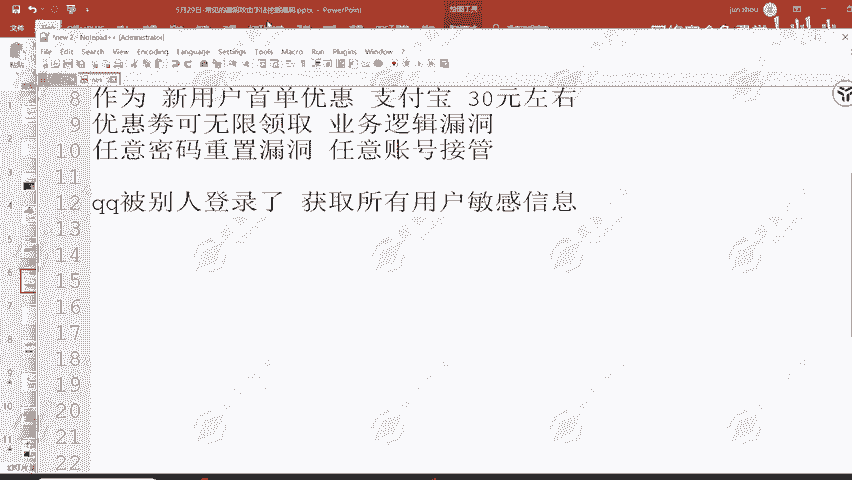 5月29日-常见的漏洞攻击手法挖掘漏洞.pptx - PowerPoint
绘图工具
jun zhou
文件
*new 2 - Notepad++ [Administrator]
File Edit Search View Encoding Language Settings Tools Macro Run Plugins Window ?
粘贴
8 作为 新用户首单优惠 支付宝 30元左右
9 优惠券可无限领取 业务逻辑漏洞
10 任意密码重置漏洞 任意账号接管
11
12 qq被别人登录了 获取所有用户敏感信息
13
14
15
16
17
18
19
20
21
22